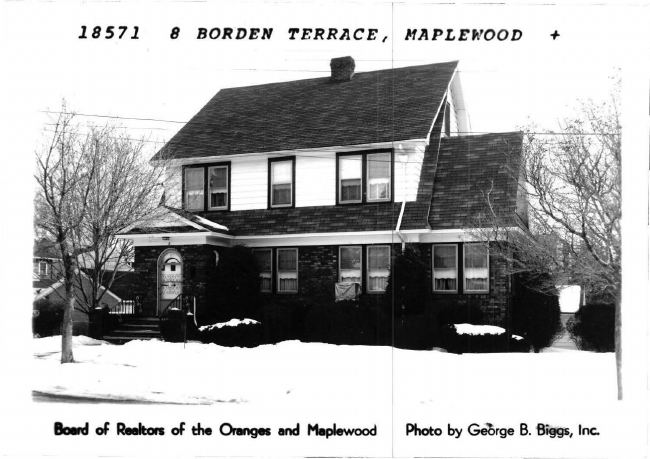 18571 8 BORDEN TERRACE, MAPLEWOOD +
Board of Realtors of the Oranges and Maplewood Photo by George B. Biggs, Inc.